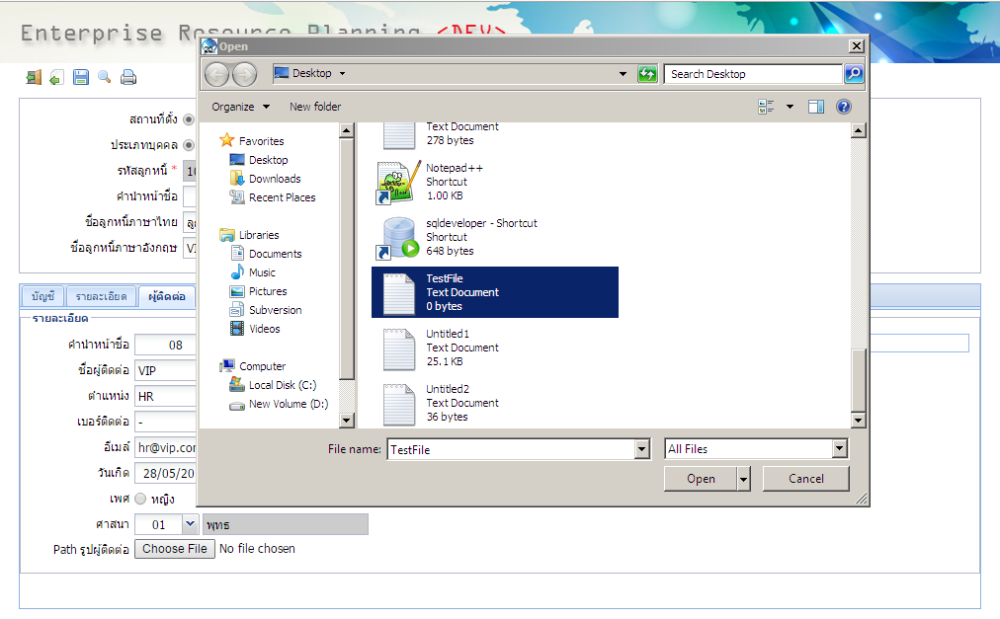 Enterprise Resource Planning <DEV>
Open
Desktop
Search Desktop
Organize
New folder
Favorites
Desktop
Downloads
Recent Places
Libraries
Documents
Music
Pictures
Subversion
Videos
Computer
Local Disk (C:)
New Volume (D:)
Text Document
278 bytes
Notepad++
Shortcut
1.00 KB
sqldeveloper - Shortcut
Shortcut
648 bytes
TestFile
Text Document
0 bytes
Untitled1
Text Document
25.1 KB
Untitled2
Text Document
36 bytes
File name: TestFile
All Files
Open
Cancel
สถานที่ตั้ง
ประเภทบุคคล
รหัสลูกหนี้ *
คำนำหน้าชื่อ
ชื่อลูกหนี้ภาษาไทย
ชื่อลูกหนี้ภาษาอังกฤษ
บัญชี รายละเอียด ผู้ติดต่อ
รายละเอียด
คำนำหน้าชื่อ 08
ชื่อผู้ติดต่อ VIP
ตำแหน่ง HR
เบอร์ติดต่อ -
อีเมล์ hr@vip.cor
วันเกิด 28/05/20
เพศ หญิง
ศาสนา 01 พุทธ
Path รูปผู้ติดต่อ Choose File No file chosen